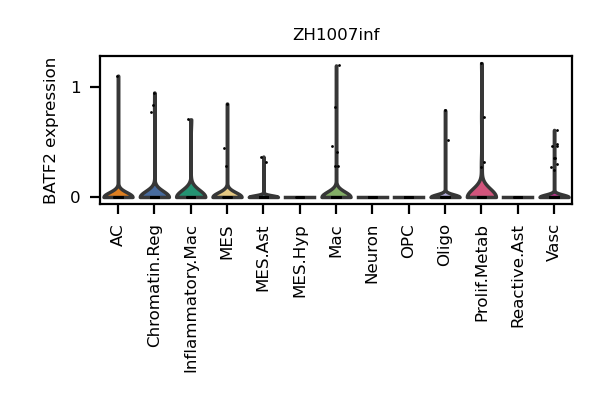 ZH1007inf
BATF2 expression
1
0
AC
Chromatin.Reg
Inflammatory.Mac
MES
MES.Ast
MES.Hyp
Mac
Neuron
OPC
Oligo
Prolif.Metab
Reactive.Ast
Vasc